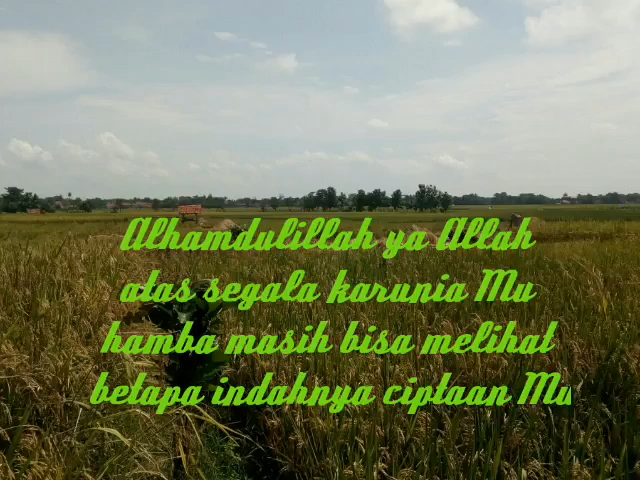 Alhamdulillah ya Allah
atas segala karunia Mu
hamba masih bisa melihat
betapa indahnya ciptaan Mu